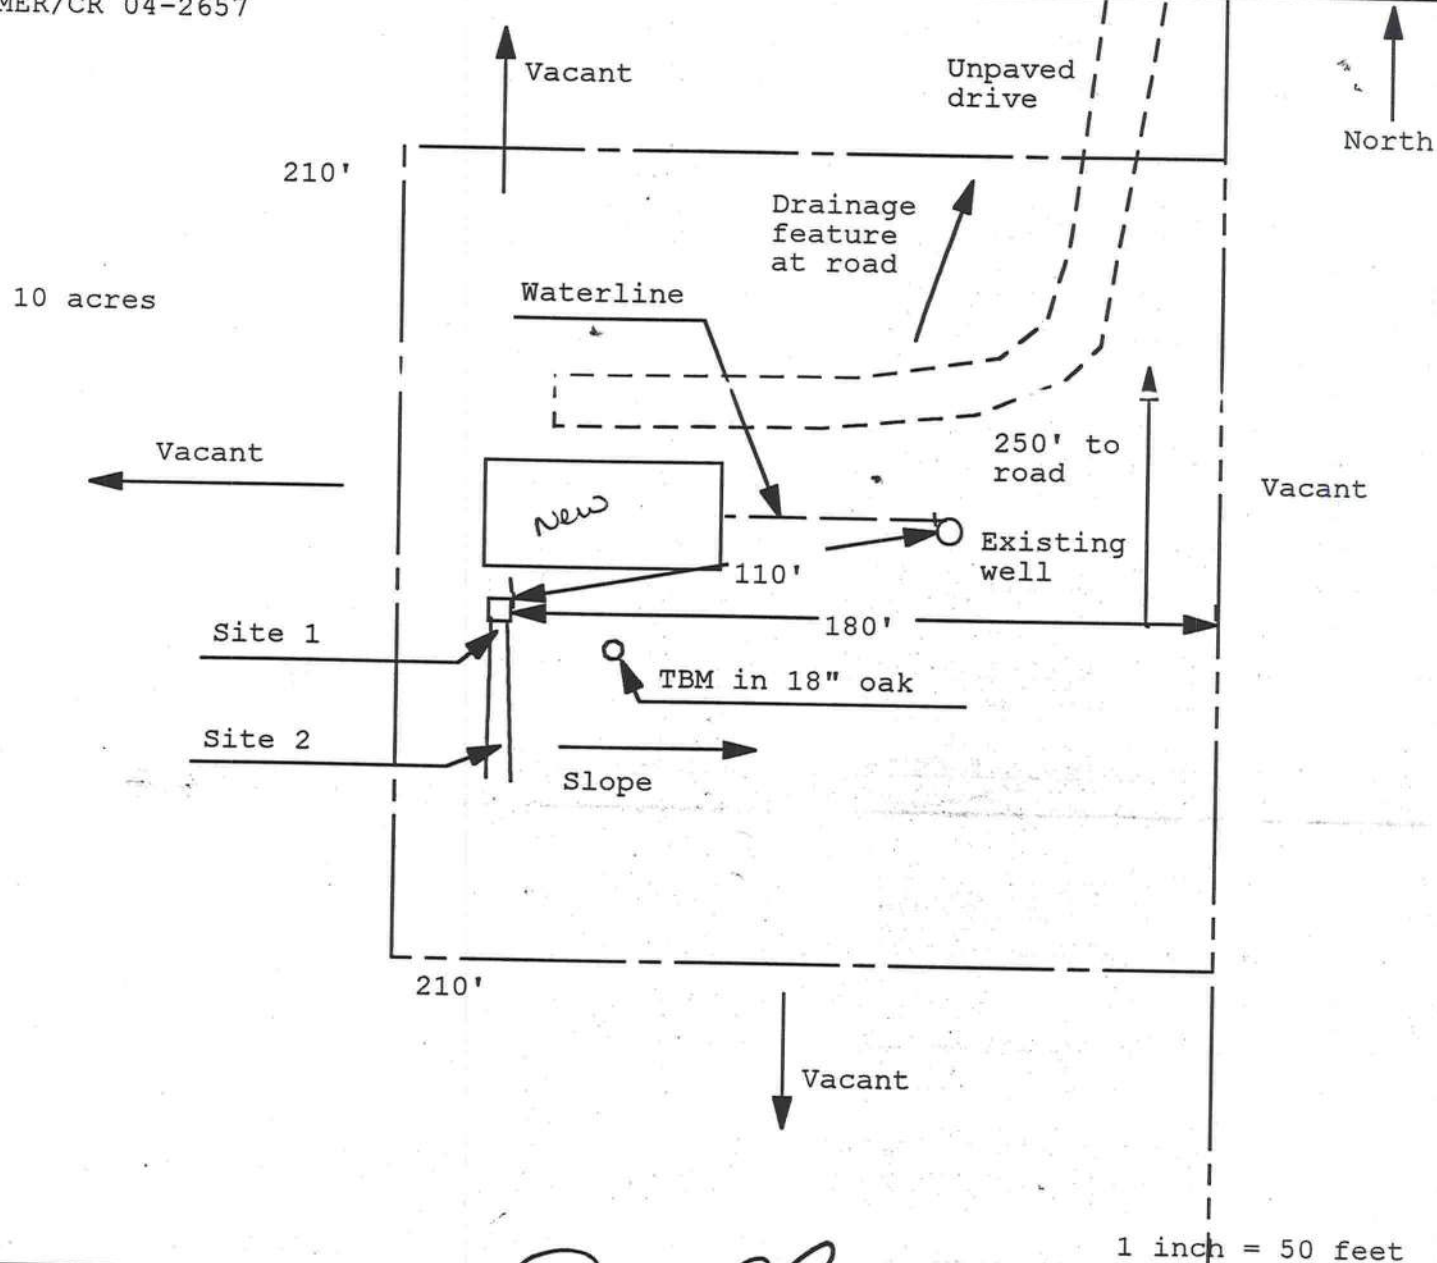 MER/CR 04-2657
Vacant
Unpaved
drive
North
210'
Drainage
feature
at road
10 acres
Waterline
Vacant
250' to
road
Vacant
New
Existing
well
110'
180'
Site 1
TBM in 18" oak
Site 2
Slope
210'
Vacant
1 inch = 50 feet